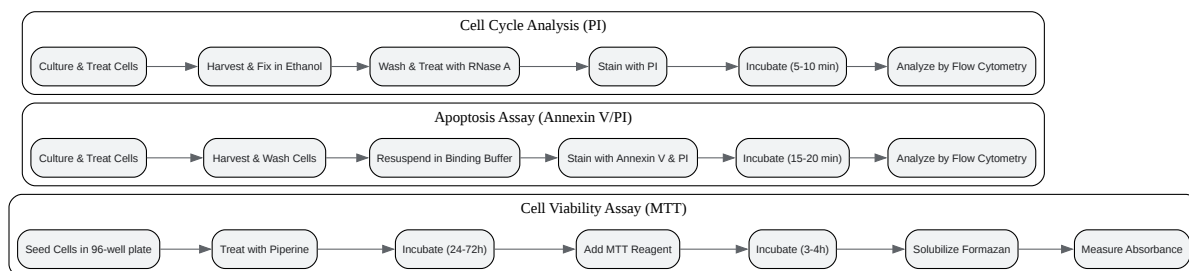 Cell Cycle Analysis (PI)
Culture & Treat Cells
Harvest & Fix in Ethanol
Wash & Treat with RNase A
Stain with PI
Incubate (5-10 min)
Analyze by Flow Cytometry
Apoptosis Assay (Annexin V/PI)
Culture & Treat Cells
Harvest & Wash Cells
Resuspend in Binding Buffer
Stain with Annexin V & PI
Incubate (15-20 min)
Analyze by Flow Cytometry
Cell Viability Assay (MTT)
Seed Cells in 96-well plate
Treat with Piperine
Incubate (24-72h)
Add MTT Reagent
Incubate (3-4h)
Solubilize Formazan
Measure Absorbance